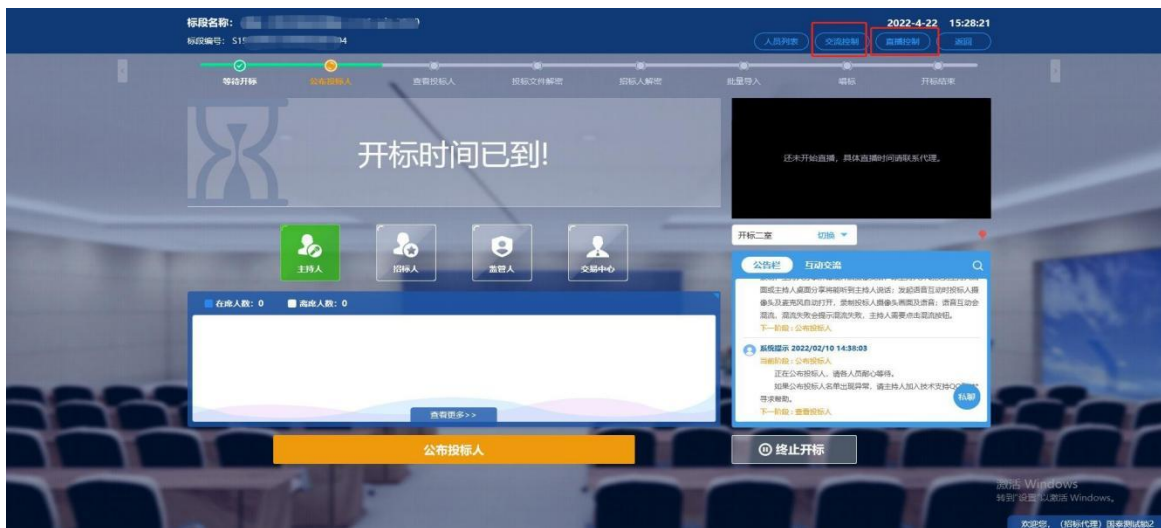 标段名称：
2022-4-22 15:28:21
标段编号：S15 4
人员列表 交流控制 直播控制 返回
等待开标 公布投标人 查看投标人 投标文件解密 招标人解密 批量导入 唱标 开标结束
开标时间已到!
还未开始直播，具体直播时间请联系代理。
主持人 招标人 监管人 交易中心
开标二室 切换
公告栏 互动交流
面或主持人桌面分享将能听到主持人说话；发起语音互动时投标人摄
像头及麦克风自动打开，录制投标人摄像头画面及语音；语音互动会
混流，混流失败会提示混流失败，主持人需要点击混流按钮。
下一阶段：公布投标人
系统提示 2022/02/10 14:38:03
当前阶段：公布投标人
正在公布投标人，请各人员耐心等待。
如果公布投标人名单出现异常，请主持人加入技术支持QQ
寻求帮助。
下一阶段：查看投标人
私聊
在席人数：0 离席人数：0
查看更多>>
公布投标人
终止开标
激活 Windows
转到"设置"以激活 Windows。
欢迎您，（招标代理）国泰测试锁2